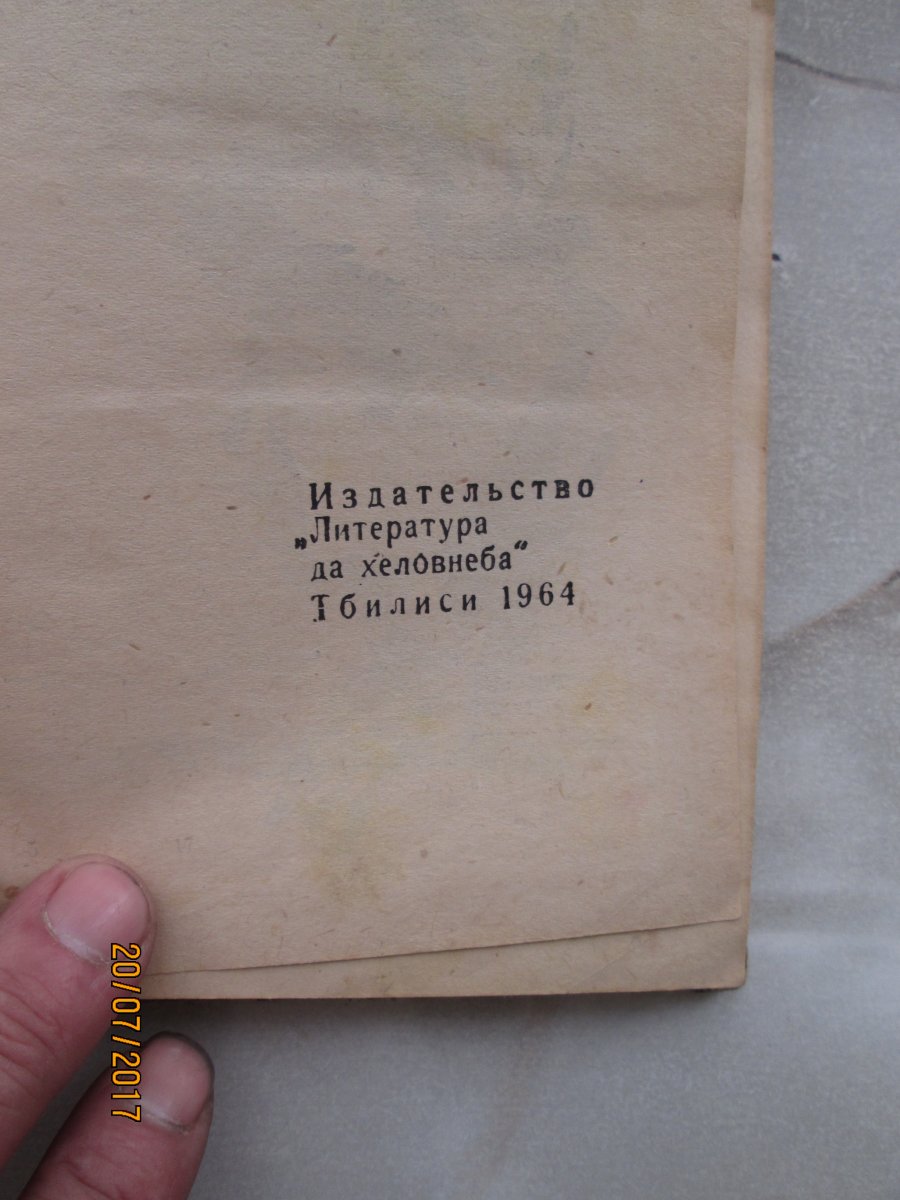 Издательство
„Литература
да хеловнеба“
Тбилиси 1964
20/07/2017